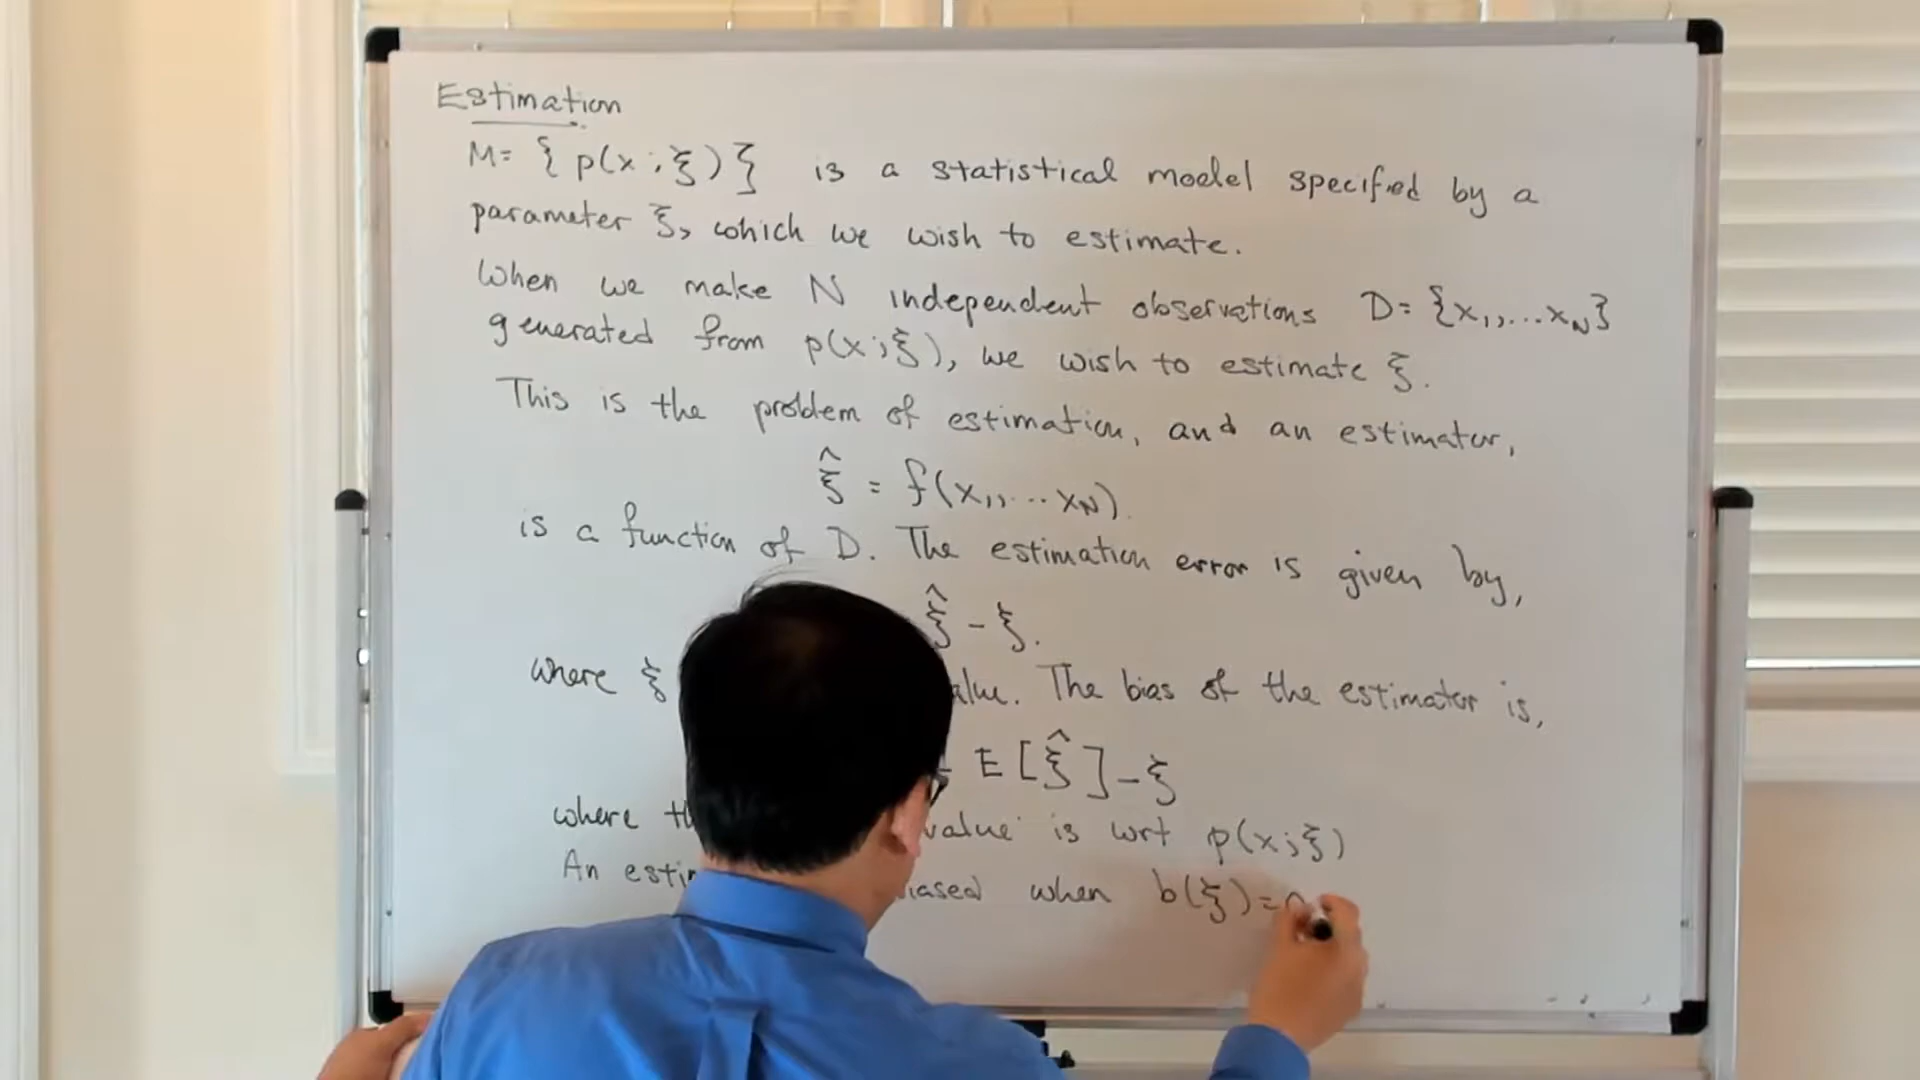 Estimation
M= { p(x ; ξ) } is a statistical model specified by a
parameter ξ, which we wish to estimate.
When we make N independent observations D= {x₁,,...x_N}
generated from p(x ; ξ), we wish to estimate ξ.
This is the problem of estimation, and an estimator,
ξ̂ = f(x₁,,...x_N).
is a function of D. The estimation error is given by,
ξ̂ - ξ.
where ξ The bias of the estimator is,
E [ξ̂] - ξ
where value is wrt p(x ; ξ)
An when b(ξ) =